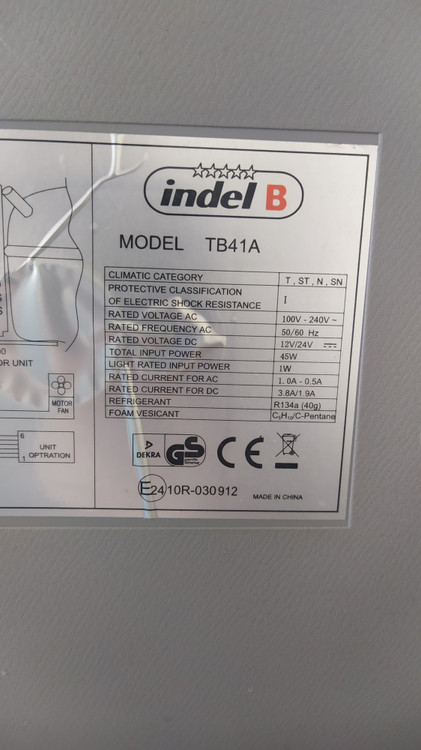 indel B
MODEL TB41A
CLIMATIC CATEGORY T , ST , N , SN
PROTECTIVE CLASSIFICATION
OF ELECTRIC SHOCK RESISTANCE I
RATED VOLTAGE AC 100V - 240V ~
RATED FREQUENCY AC 50/60 Hz
RATED VOLTAGE DC 12V/24V ⎓
TOTAL INPUT POWER 45W
LIGHT RATED INPUT POWER 1W
RATED CURRENT FOR AC 1.0A - 0.5A
RATED CURRENT FOR DC 3.8A/1.9A
REFRIGERANT R134a (40g)
FOAM VESICANT C₅H₁₀/C-Pentane
OR UNIT
MOTOR
FAN
6
UNIT
1 OPTRATION
DEKRA GS CE
E24 10R-030912
MADE IN CHINA